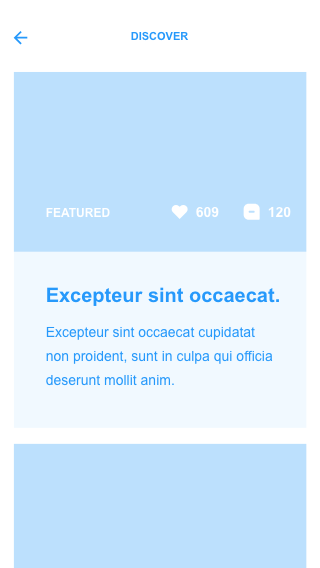 DISCOVER
FEATURED 609 120
Excepteur sint occaecat.
Excepteur sint occaecat cupidatat
non proident, sunt in culpa qui officia
deserunt mollit anim.